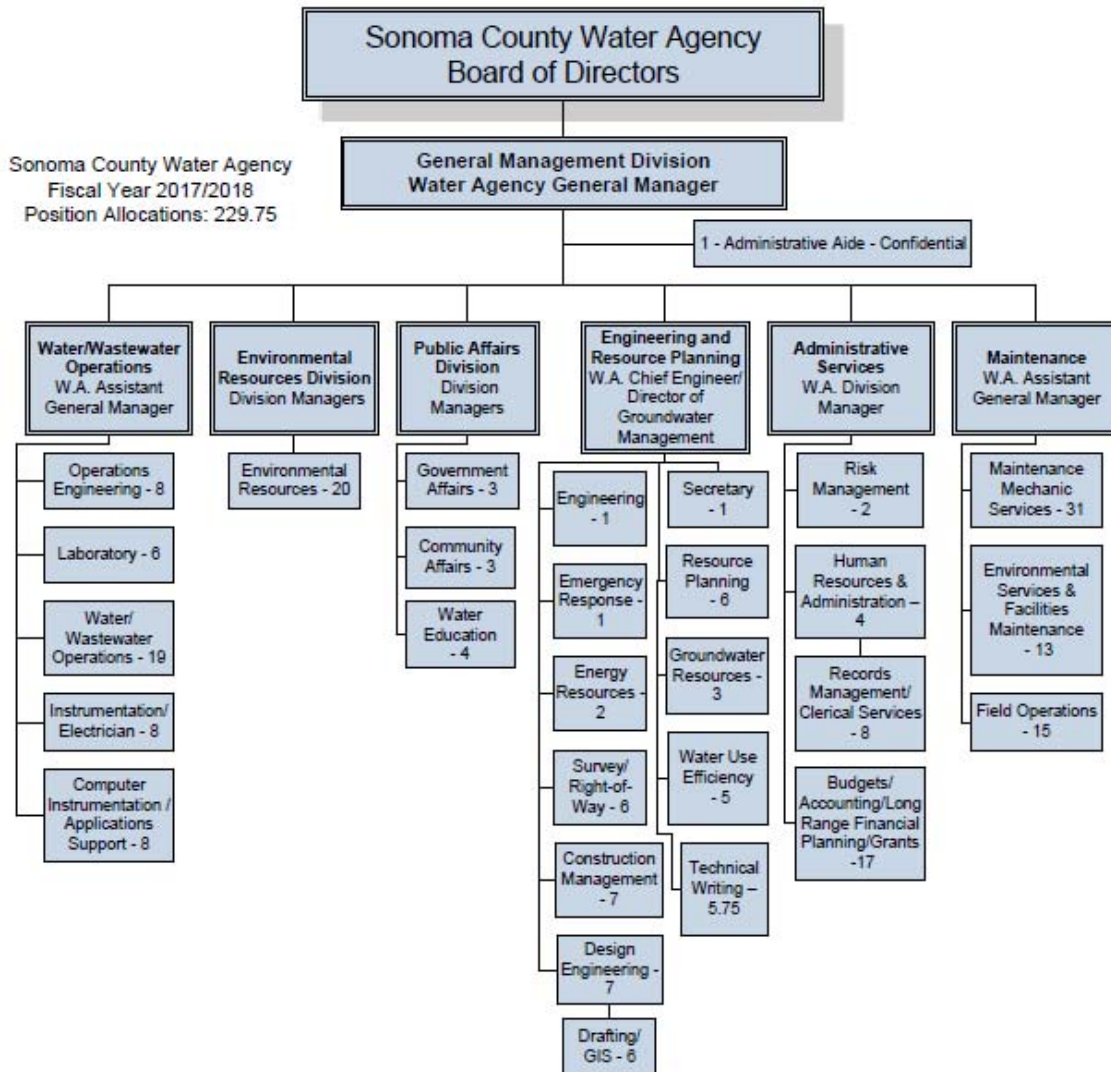 Sonoma County Water Agency
Board of Directors
General Management Division
Water Agency General Manager
Sonoma County Water Agency
Fiscal Year 2017/2018
Position Allocations: 229.75
1 - Administrative Aide - Confidential
Water/Wastewater
Operations
W.A. Assistant
General Manager
Operations
Engineering - 8
Laboratory - 6
Water/
Wastewater
Operations - 19
Instrumentation/
Electrician - 8
Computer
Instrumentation /
Applications
Support - 8
Environmental
Resources Division
Division Managers
Environmental
Resources - 20
Public Affairs
Division
Division
Managers
Government
Affairs - 3
Community
Affairs - 3
Water
Education
- 4
Engineering and
Resource Planning
W.A. Chief Engineer/
Director of
Groundwater
Management
Engineering
- 1
Emergency
Response -
1
Energy
Resources -
2
Survey/
Right-of-
Way - 6
Construction
Management
- 7
Design
Engineering -
7
Drafting/
GIS - 6
Secretary
- 1
Resource
Planning
- 6
Groundwater
Resources -
3
Water Use
Efficiency
- 5
Technical
Writing –
5.75
Administrative
Services
W.A. Division
Manager
Risk
Management
- 2
Human
Resources &
Administration –
4
Records
Management/
Clerical Services
- 8
Budgets/
Accounting/Long
Range Financial
Planning/Grants
-17
Maintenance
W.A. Assistant
General Manager
Maintenance
Mechanic
Services - 31
Environmental
Services &
Facilities
Maintenance
- 13
Field Operations
- 15